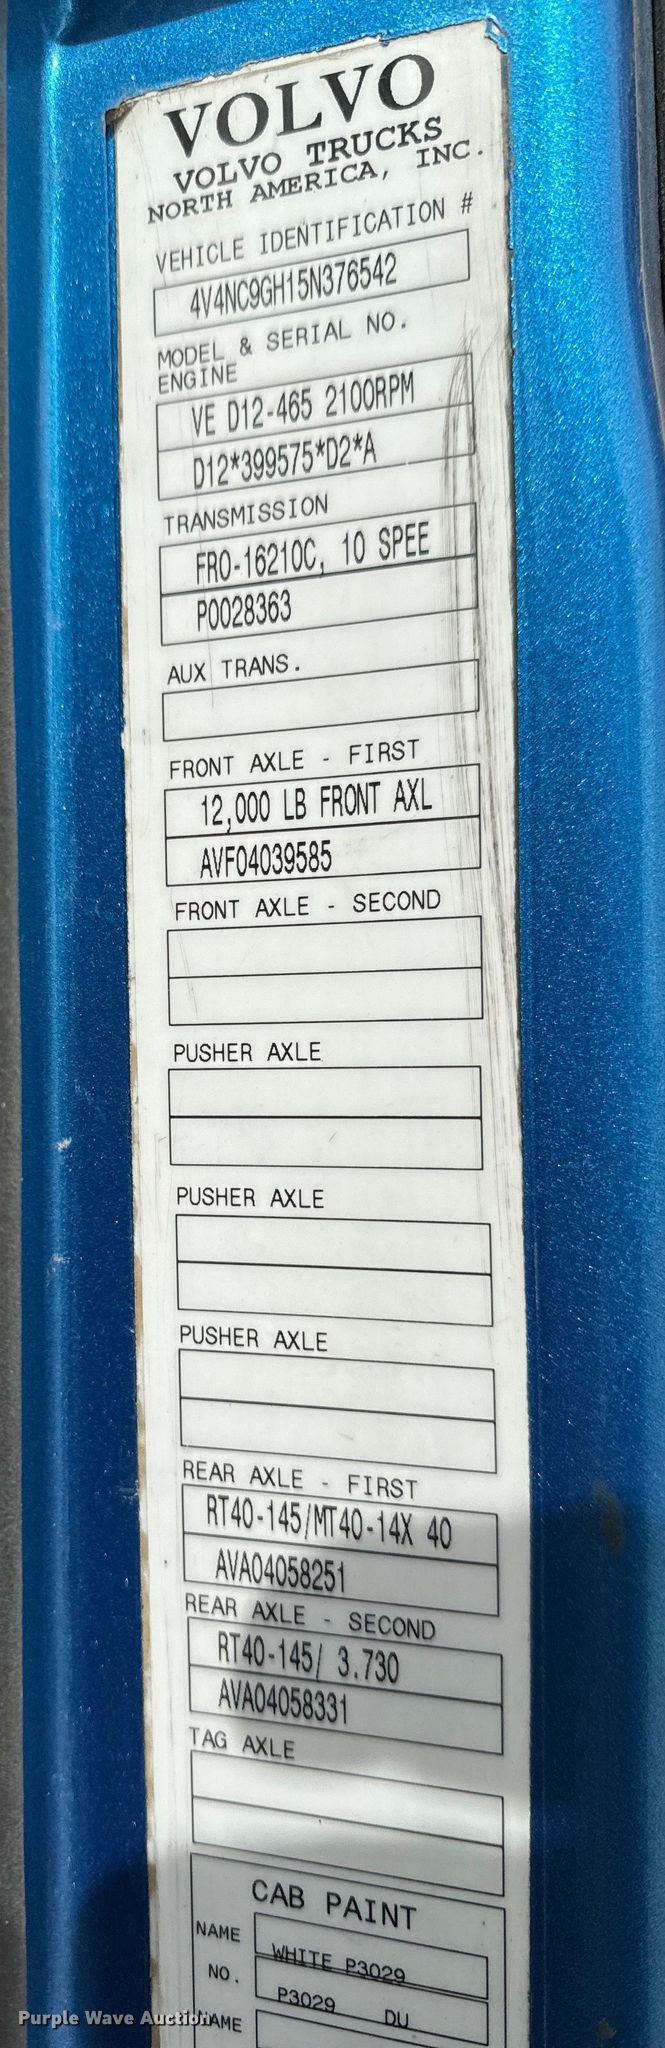 VOLVO
VOLVO TRUCKS
NORTH AMERICA, INC.
VEHICLE IDENTIFICATION #
4V4NC9GH15N376542
MODEL & SERIAL NO.
ENGINE
VE D12-465 2100RPM
D12*399575*D2*A
TRANSMISSION
FRO-16210C, 10 SPEE
P0028363
AUX TRANS.
FRONT AXLE - FIRST
12,000 LB FRONT AXL
AVF04039585
FRONT AXLE - SECOND
PUSHER AXLE
PUSHER AXLE
PUSHER AXLE
REAR AXLE - FIRST
RT40-145/MT40-14X 40
AVA04058251
REAR AXLE - SECOND
RT40-145/ 3.730
AVA04058331
TAG AXLE
CAB PAINT
NAME WHITE P3029
NO. P3029 DU
NAME
Purple Wave Auction